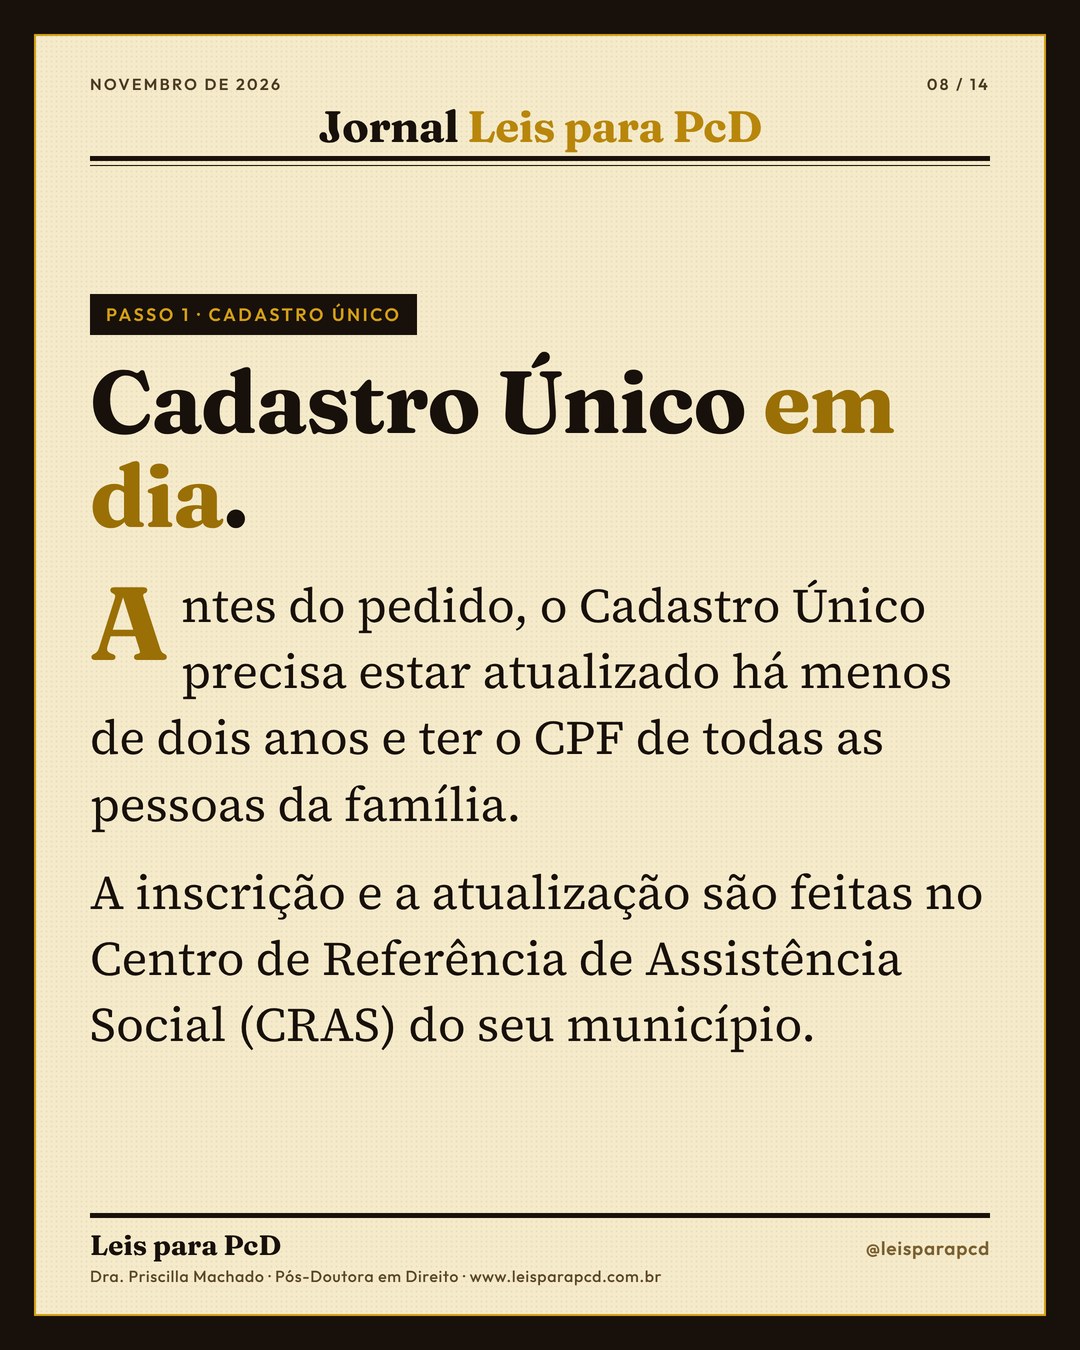 NOVEMBRO DE 2026
08 / 14
Jornal Leis para PcD
PASSO 1 · CADASTRO ÚNICO
Cadastro Único em
dia.
Antes do pedido, o Cadastro Único
precisa estar atualizado há menos
de dois anos e ter o CPF de todas as
pessoas da família.
A inscrição e a atualização são feitas no
Centro de Referência de Assistência
Social (CRAS) do seu município.
Leis para PcD
@leisparapcd
Dra. Priscilla Machado · Pós-Doutora em Direito · www.leisparapcd.com.br